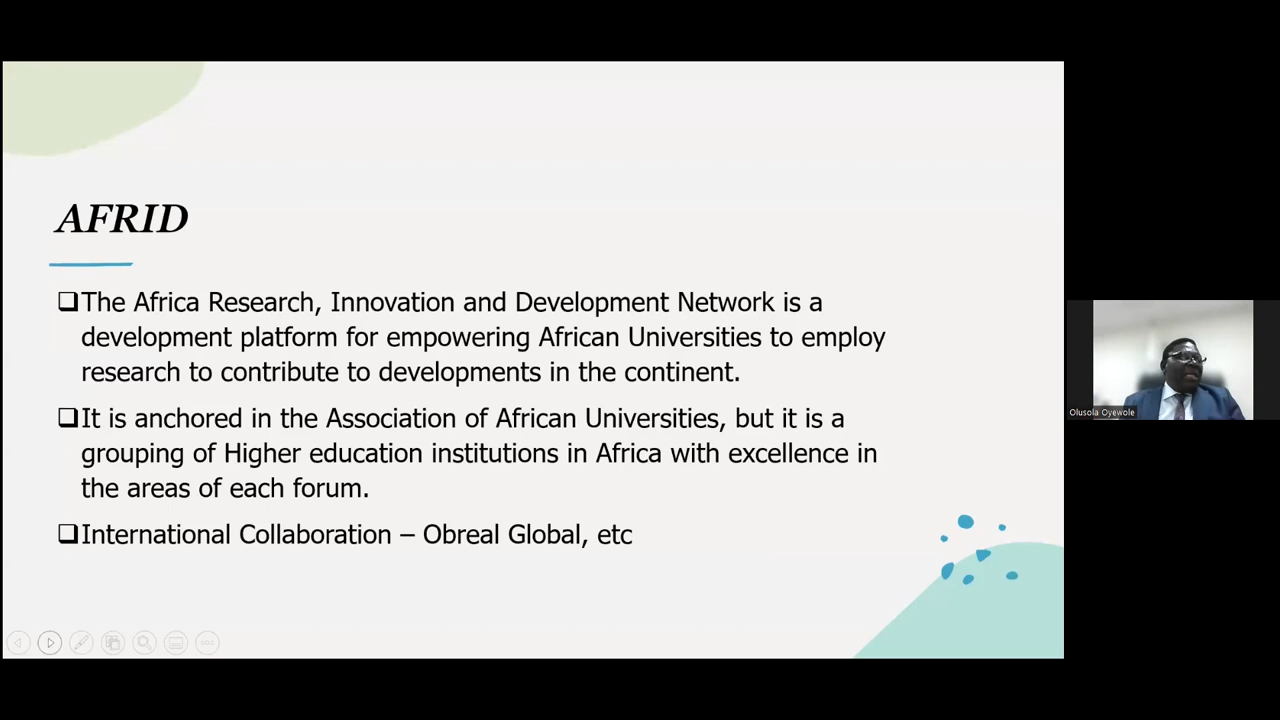 AFRID
The Africa Research, Innovation and Development Network is a
development platform for empowering African Universities to employ
research to contribute to developments in the continent.
It is anchored in the Association of African Universities, but it is a
grouping of Higher education institutions in Africa with excellence in
the areas of each forum.
International Collaboration – Obreal Global, etc
Olusola Oyewole